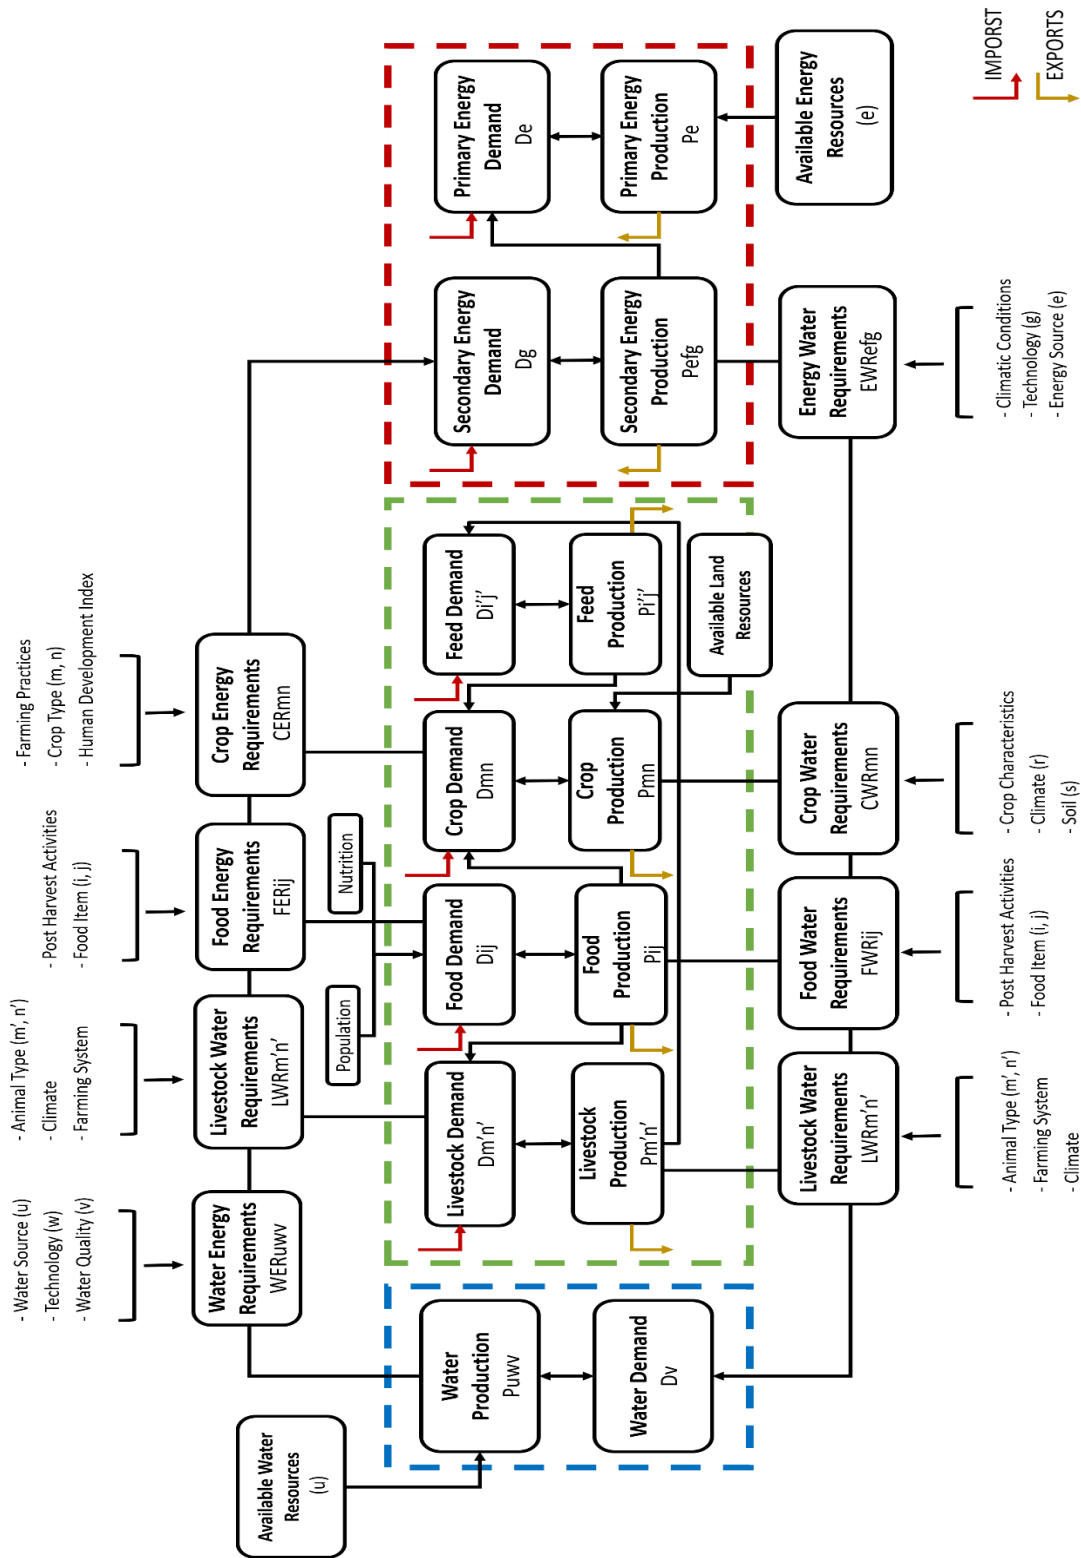 - Water Source (u)
- Technology (w)
- Water Quality (v)
- Animal Type (m', n')
- Climate
- Farming System
- Post Harvest Activities
- Food Item (i, j)
- Farming Practices
- Crop Type (m, n)
- Human Development Index
Available Water
Resources
(u)
Water Energy
Requirements
WERuwv
Livestock Water
Requirements
LWRm'n'
Food Energy
Requirements
FERij
Crop Energy
Requirements
CERmn
Population
Nutrition
Water
Production
Puwv
Livestock Demand
Dm'n'
Food Demand
Dij
Crop Demand
Dmn
Feed Demand
Di'j'
Secondary Energy
Demand
Dg
Primary Energy
Demand
De
Water Demand
Dv
Livestock
Production
Pm'n'
Food
Production
Pij
Crop
Production
Pmn
Feed
Production
Pi'j'
Secondary Energy
Production
Pefg
Primary Energy
Production
Pe
Available Land
Resources
Livestock Water
Requirements
LWRm'n'
Food Water
Requirements
FWRij
Crop Water
Requirements
CWRmn
Energy Water
Requirements
EWRefg
Available Energy
Resources
(e)
- Animal Type (m', n')
- Farming System
- Climate
- Post Harvest Activities
- Food Item (i, j)
- Crop Characteristics
- Climate (r)
- Soil (s)
- Climatic Conditions
- Technology (g)
- Energy Source (e)
IMPORST
EXPORTS